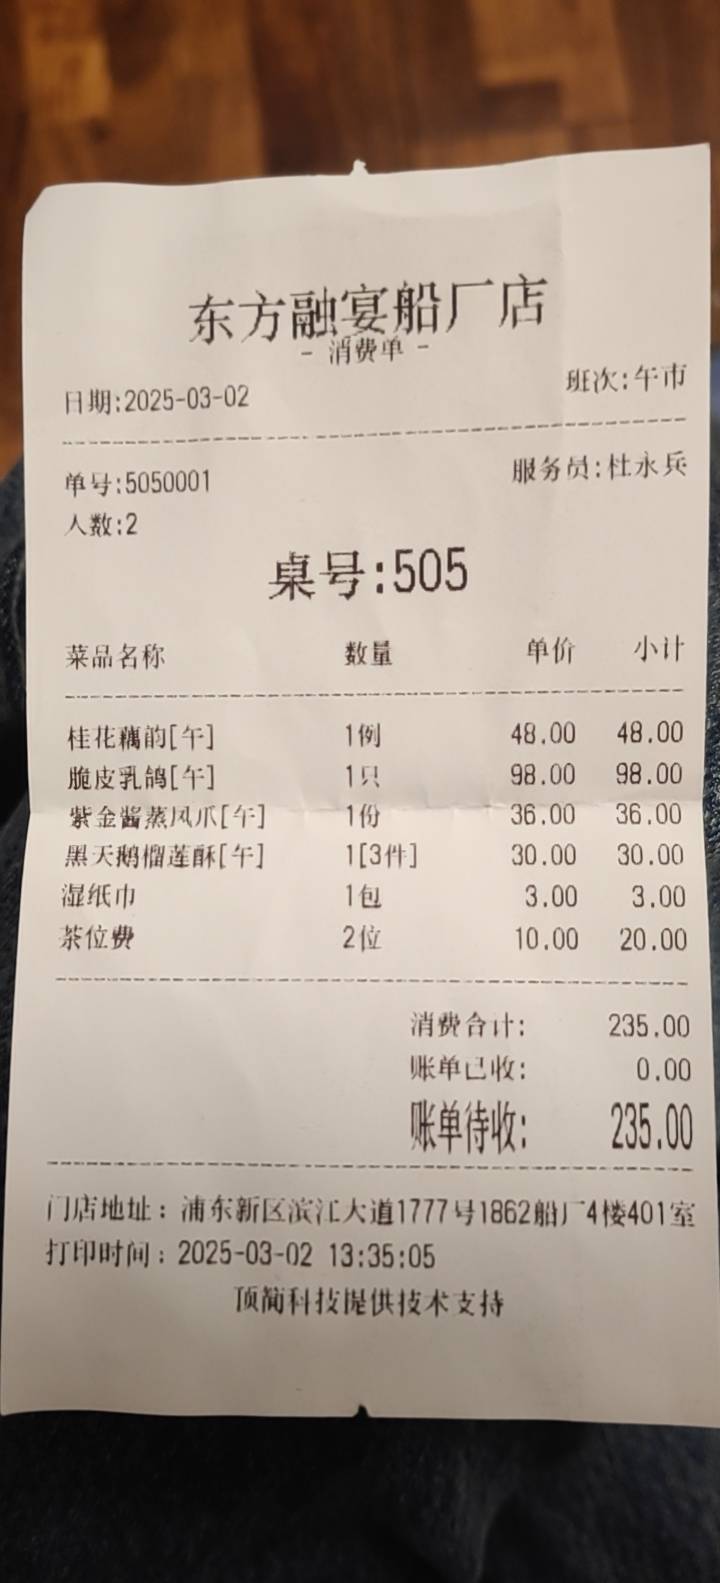 东方融宴船厂店
- 消费单 -
日期:2025-03-02 班次:午市
单号:5050001 服务员:杜永兵
人数:2
桌号:505
菜品名称 数量 单价 小计
桂花藕韵[午] 1例 48.00 48.00
脆皮乳鸽[午] 1只 98.00 98.00
紫金酱蒸凤爪[午] 1份 36.00 36.00
黑天鹅榴莲酥[午] 1[3件] 30.00 30.00
湿纸巾 1包 3.00 3.00
茶位费 2位 10.00 20.00
消费合计: 235.00
账单已收: 0.00
账单待收: 235.00
门店地址：浦东新区滨江大道1777号1862船厂4楼401室
打印时间：2025-03-02 13:35:05
顶简科技提供技术支持